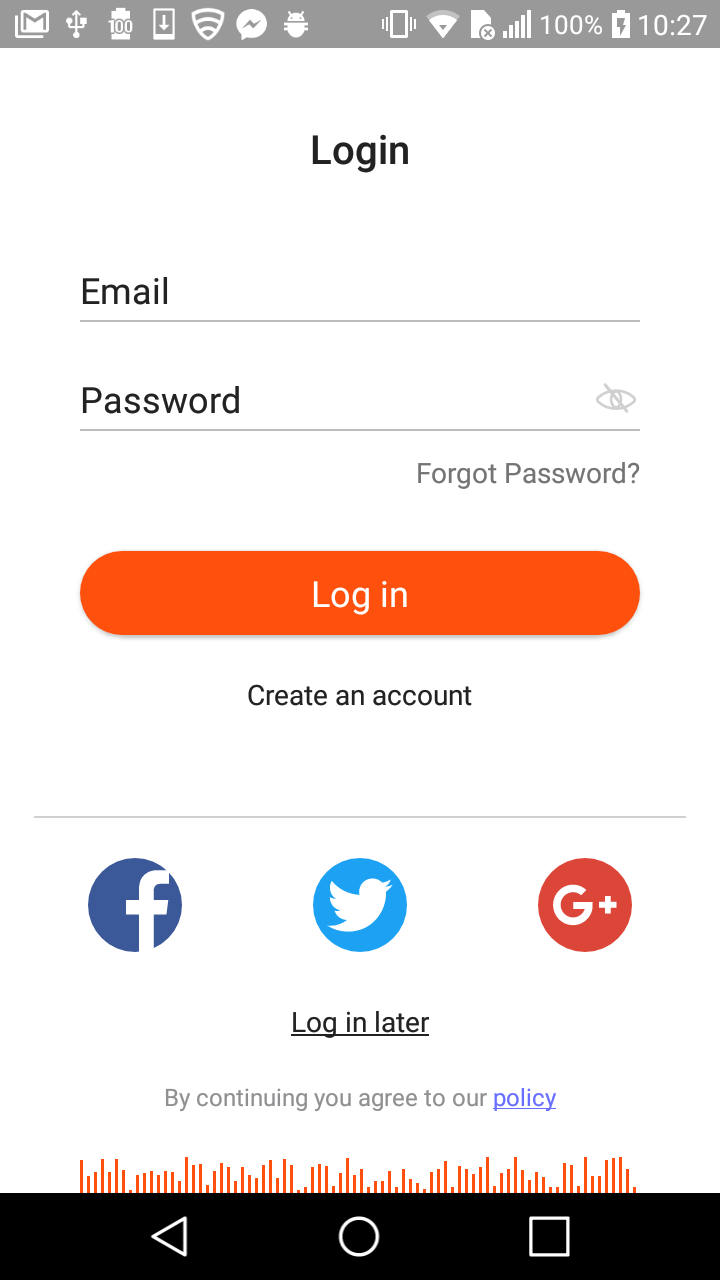 100 100% 10:27
Login
Email
Password
Forgot Password?
Log in
Create an account
f G+
Log in later
By continuing you agree to our policy